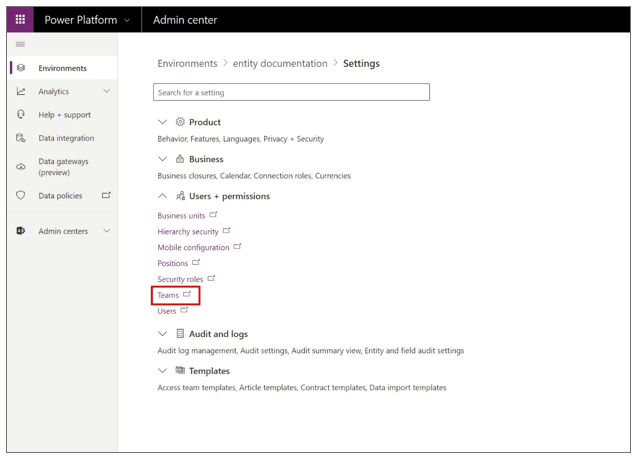 Power Platform
Admin center
Environments
Analytics
Help + support
Data integration
Data gateways
(preview)
Data policies
Admin centers
Environments > entity documentation > Settings
Search for a setting
Product
Behavior, Features, Languages, Privacy + Security
Business
Business closures, Calendar, Connection roles, Currencies
Users + permissions
Business units
Hierarchy security
Mobile configuration
Positions
Security roles
Teams
Users
Audit and logs
Audit log management, Audit settings, Audit summary view, Entity and field audit settings
Templates
Access team templates, Article templates, Contract templates, Data import templates